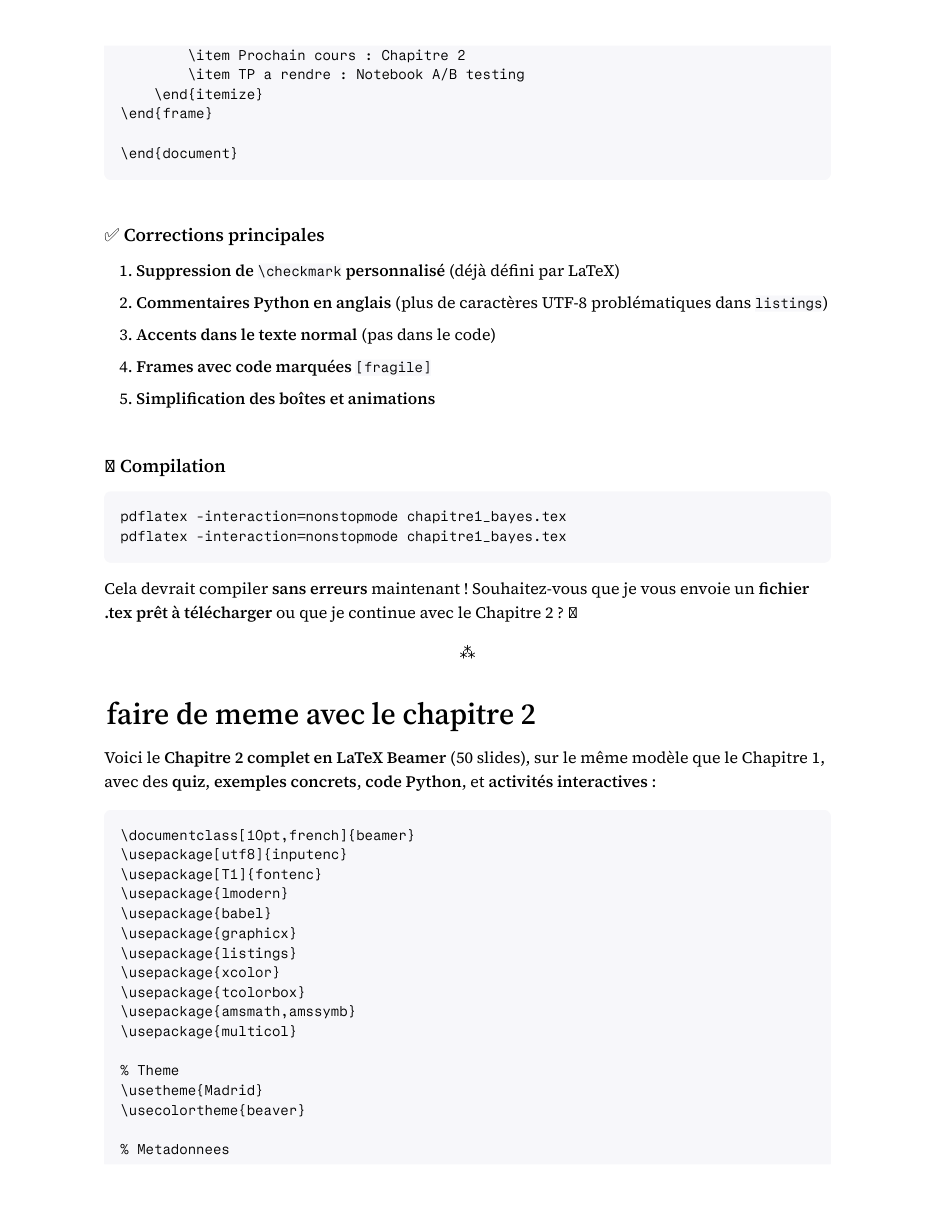 \item Prochain cours : Chapitre 2
        \item TP a rendre : Notebook A/B testing
    \end{itemize}
\end{frame}

\end{document}

✅ Corrections principales
1. Suppression de \checkmark personnalisé (déjà défini par LaTeX)
2. Commentaires Python en anglais (plus de caractères UTF-8 problématiques dans listings)
3. Accents dans le texte normal (pas dans le code)
4. Frames avec code marquées [fragile]
5. Simplification des boîtes et animations

Compilation
pdflatex -interaction=nonstopmode chapitre1_bayes.tex
pdflatex -interaction=nonstopmode chapitre1_bayes.tex

Cela devrait compiler sans erreurs maintenant ! Souhaitez-vous que je vous envoie un fichier
.tex prêt à télécharger ou que je continue avec le Chapitre 2 ?
⁂

faire de meme avec le chapitre 2
Voici le Chapitre 2 complet en LaTeX Beamer (50 slides), sur le même modèle que le Chapitre 1,
avec des quiz, exemples concrets, code Python, et activités interactives :

\documentclass[10pt,french]{beamer}
\usepackage[utf8]{inputenc}
\usepackage[T1]{fontenc}
\usepackage{lmodern}
\usepackage{babel}
\usepackage{graphicx}
\usepackage{listings}
\usepackage{xcolor}
\usepackage{tcolorbox}
\usepackage{amsmath,amssymb}
\usepackage{multicol}

% Theme
\usetheme{Madrid}
\usecolortheme{beaver}

% Metadonnees